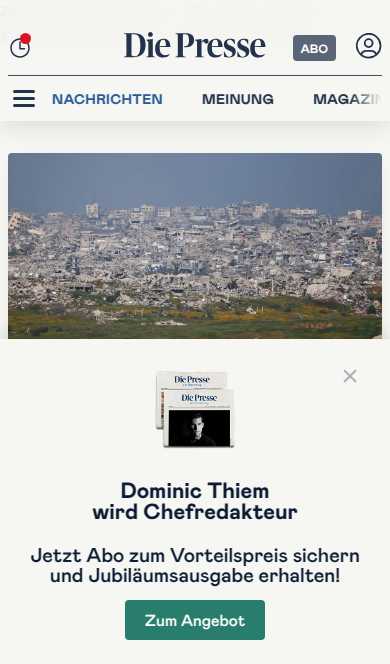 Die Presse
ABO
NACHRICHTEN MEINUNG MAGAZIN
Die Presse
Die Presse
Dominic Thiem
wird Chefredakteur
Jetzt Abo zum Vorteilspreis sichern
und Jubiläumsausgabe erhalten!
Zum Angebot